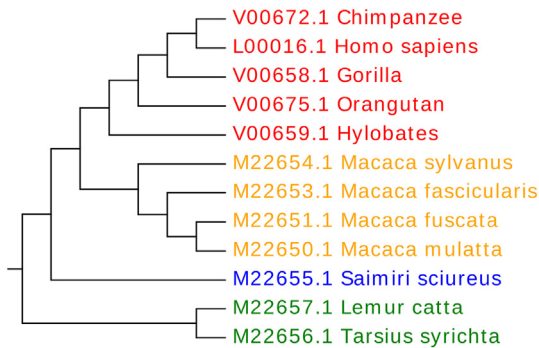 V00672.1 Chimpanzee
L00016.1 Homo sapiens
V00658.1 Gorilla
V00675.1 Orangutan
V00659.1 Hylobates
M22654.1 Macaca sylvanus
M22653.1 Macaca fascicularis
M22651.1 Macaca fuscata
M22650.1 Macaca mulatta
M22655.1 Saimiri sciureus
M22657.1 Lemur catta
M22656.1 Tarsius syrichta